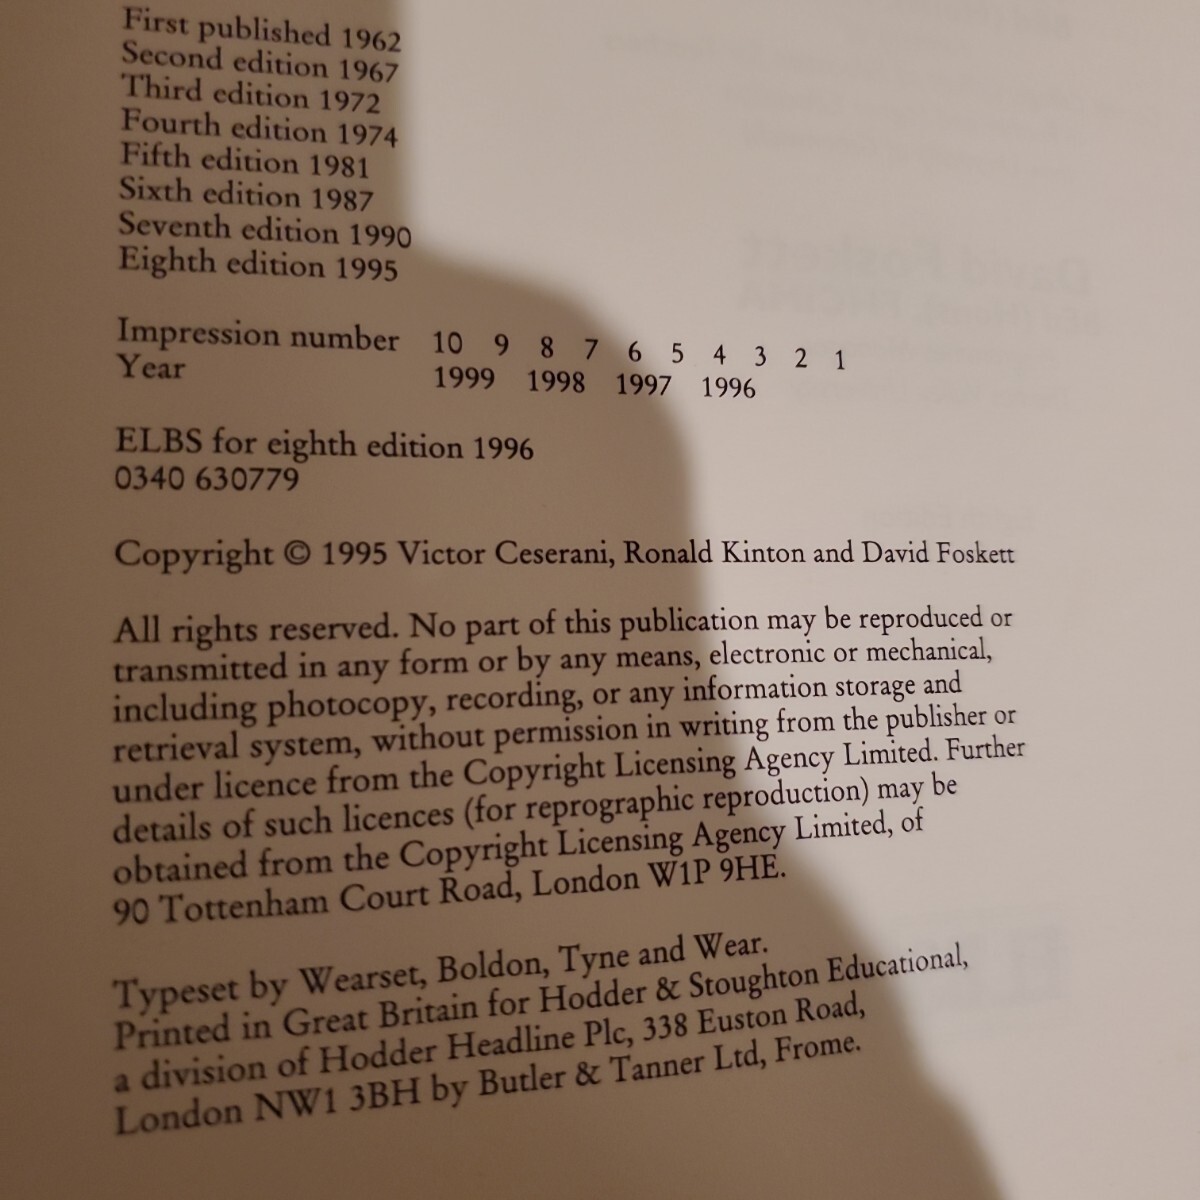 First published 1962
Second edition 1967
Third edition 1972
Fourth edition 1974
Fifth edition 1981
Sixth edition 1987
Seventh edition 1990
Eighth edition 1995
Impression number 10 9 8 7 6 5 4 3 2 1
Year 1999 1998 1997 1996
ELBS for eighth edition 1996
0340 630779
Copyright © 1995 Victor Ceserani, Ronald Kinton and David Foskett
All rights reserved. No part of this publication may be reproduced or
transmitted in any form or by any means, electronic or mechanical,
including photocopy, recording, or any information storage and
retrieval system, without permission in writing from the publisher or
under licence from the Copyright Licensing Agency Limited. Further
details of such licences (for reprographic reproduction) may be
obtained from the Copyright Licensing Agency Limited, of
90 Tottenham Court Road, London W1P 9HE.
Typeset by Wearset, Boldon, Tyne and Wear.
Printed in Great Britain for Hodder & Stoughton Educational,
a division of Hodder Headline Plc, 338 Euston Road,
London NW1 3BH by Butler & Tanner Ltd, Frome.